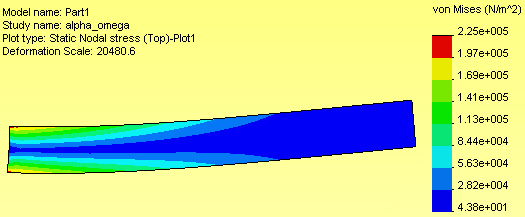 Model name: Part1
Study name: alpha_omega
Plot type: Static Nodal stress (Top)-Plot1
Deformation Scale: 20480.6
von Mises (N/m^2)
2.25e+005
1.97e+005
1.69e+005
1.41e+005
1.13e+005
8.44e+004
5.63e+004
2.82e+004
4.38e+001